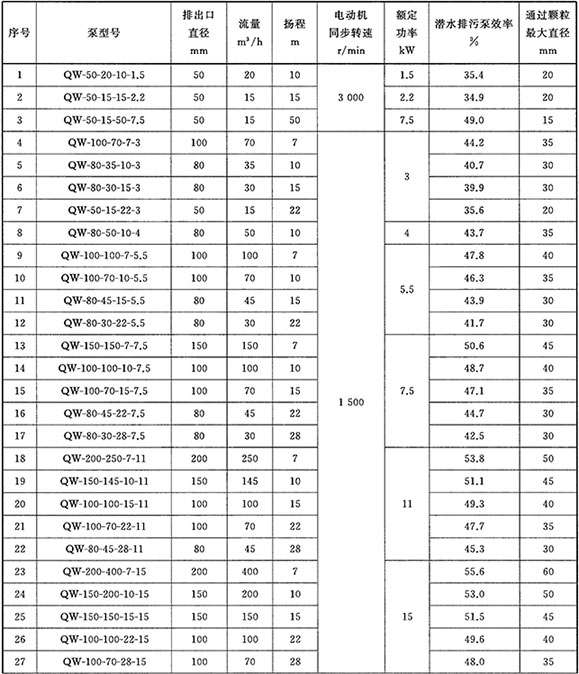 序号 泵型号 排出口直径 mm 流量 m³/h 扬程 m 电动机同步转速 r/min 额定功率 kW 潜水排污泵效率 % 通过颗粒最大直径 mm
1 QW-50-20-10-1.5 50 20 10 3 000 1.5 35.4 20
2 QW-50-15-15-2.2 50 15 15 2.2 34.9 20
3 QW-50-15-50-7.5 50 15 50 7.5 49.0 15
4 QW-100-70-7-3 100 70 7 1 500 3 44.2 35
5 QW-80-35-10-3 80 35 10 40.7 30
6 QW-80-30-15-3 80 30 15 39.9 30
7 QW-50-15-22-3 50 15 22 35.6 20
8 QW-80-50-10-4 80 50 10 4 43.7 35
9 QW-100-100-7-5.5 100 100 7 5.5 47.8 40
10 QW-100-70-10-5.5 100 70 10 46.3 35
11 QW-80-45-15-5.5 80 45 15 43.9 30
12 QW-80-30-22-5.5 80 30 22 41.7 30
13 QW-150-150-7-7.5 150 150 7 7.5 50.6 45
14 QW-100-100-10-7.5 100 100 10 48.7 40
15 QW-100-70-15-7.5 100 70 15 47.1 35
16 QW-80-45-22-7.5 80 45 22 44.7 30
17 QW-80-30-28-7.5 80 30 28 42.5 30
18 QW-200-250-7-11 200 250 7 11 53.8 50
19 QW-150-145-10-11 150 145 10 51.1 45
20 QW-100-100-15-11 100 100 15 49.3 40
21 QW-100-70-22-11 100 70 22 47.7 35
22 QW-80-45-28-11 80 45 28 45.3 30
23 QW-200-400-7-15 200 400 7 15 55.6 60
24 QW-150-200-10-15 150 200 10 53.0 50
25 QW-150-150-15-15 150 150 15 51.5 45
26 QW-100-100-22-15 100 100 22 49.6 40
27 QW-100-70-28-15 100 70 28 48.0 35